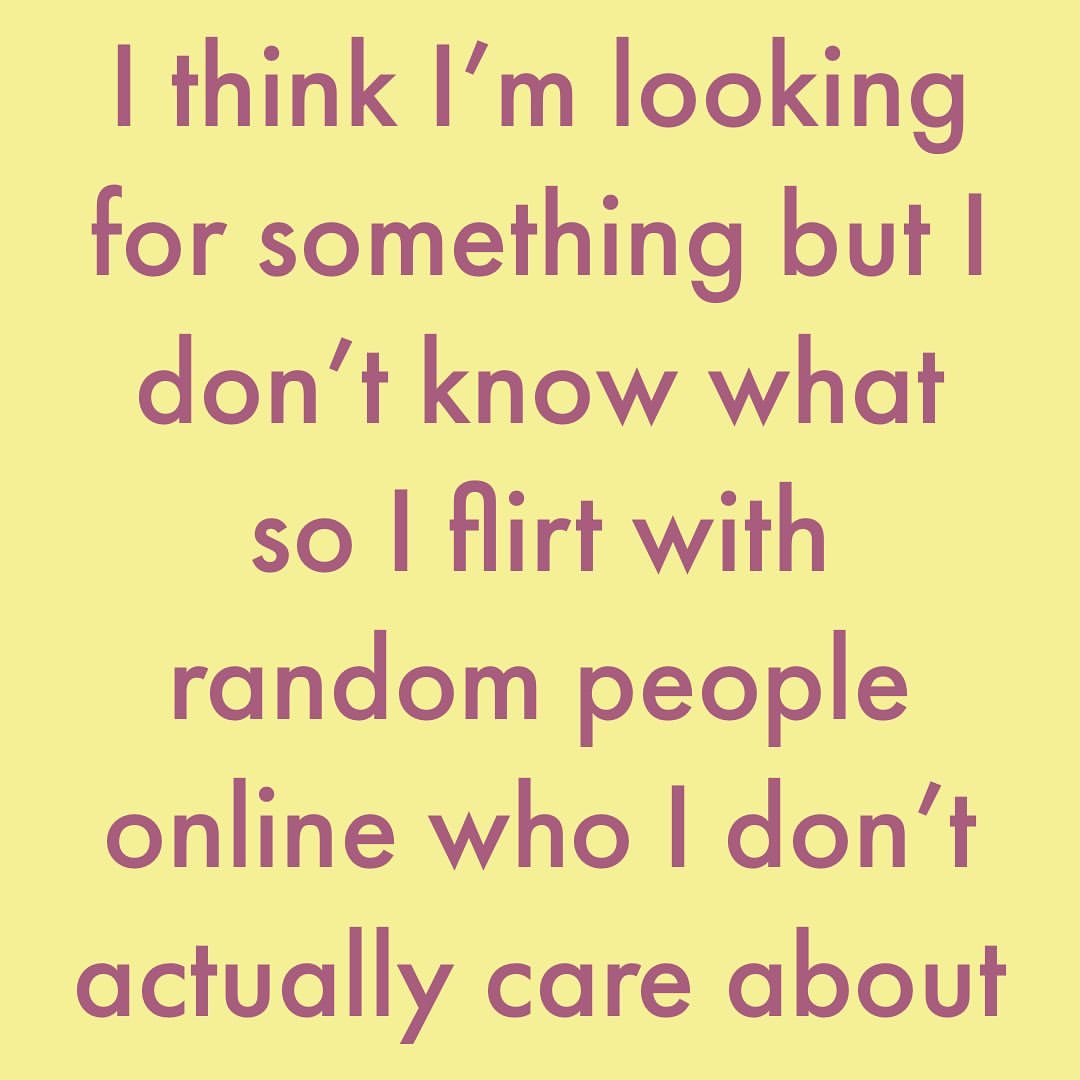 I think I’m looking
for something but I
don’t know what
so I flirt with
random people
online who I don’t
actually care about